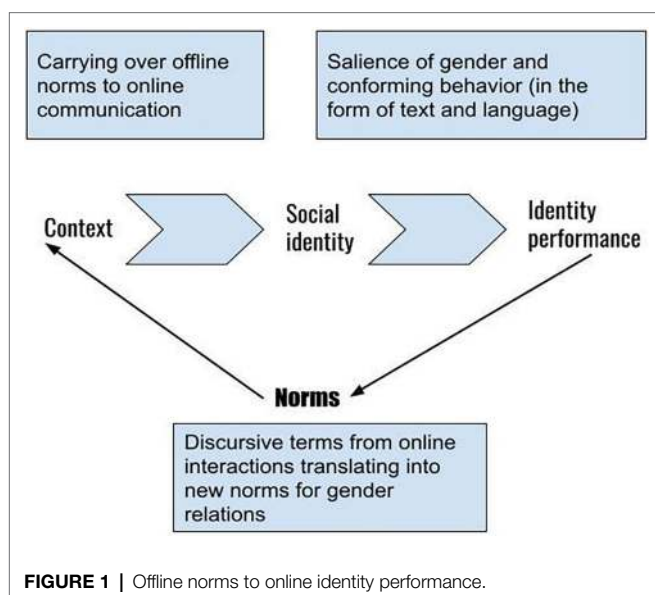 Carrying over offline
norms to online
communication
Salience of gender and
conforming behavior (in the
form of text and language)
Context
Social
identity
Identity
performance
Norms
Discursive terms from online
interactions translating into
new norms for gender
relations
FIGURE 1 | Offline norms to online identity performance.